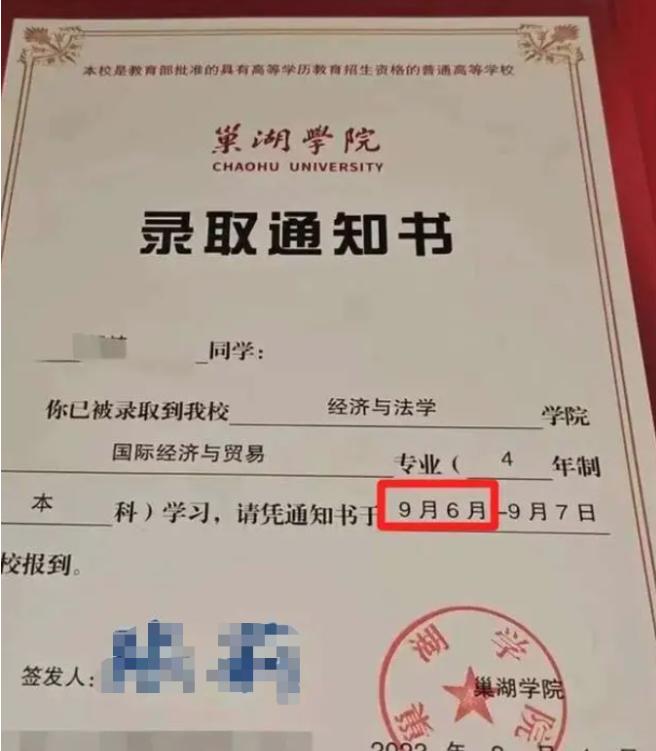 本校是教育部批准的具有高等学历教育招生资格的普通高等学校
巢湖學院
CHAOHU UNIVERSITY
录取通知书
同学：
你已被录取到我校 经济与法学 学院
国际经济与贸易 专业（ 4 年制
本 科）学习，请凭通知书于 9月6月-9月7日
校报到。
签发人：
巢湖学院